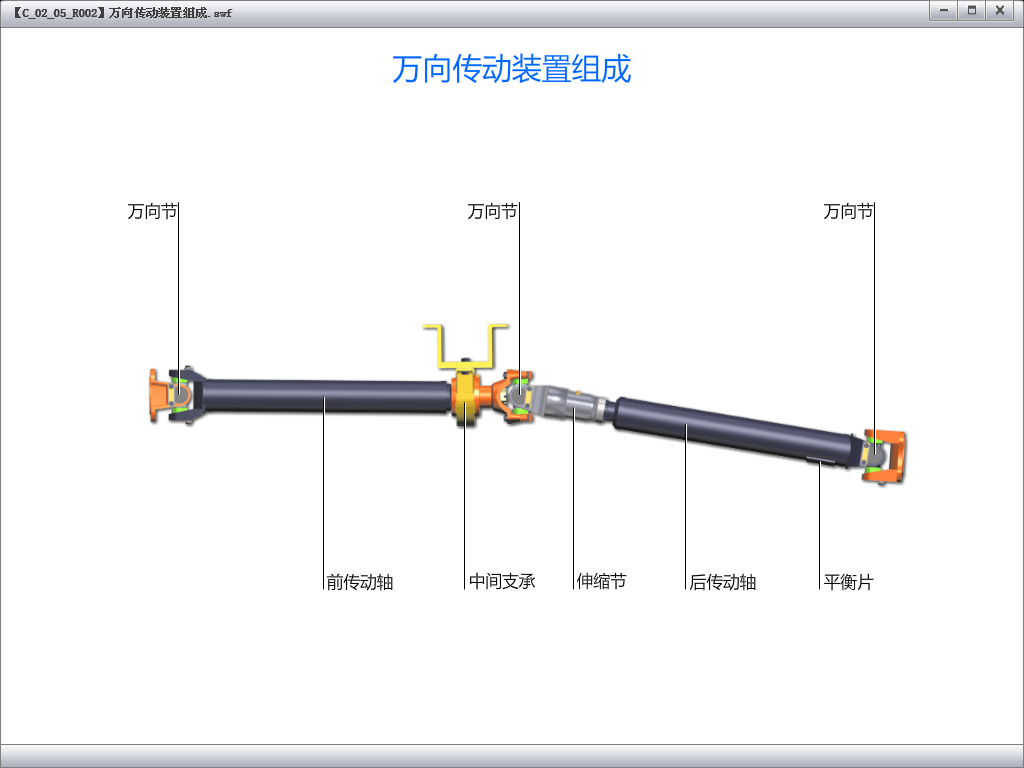 【C_02_05_R002】万向传动装置组成.swf
万向传动装置组成
万向节
万向节
万向节
前传动轴
中间支承
伸缩节
后传动轴
平衡片